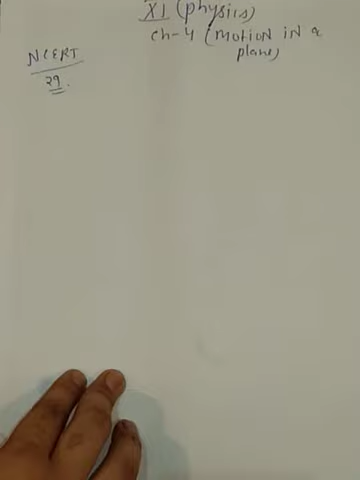 XI (physics)
ch-4 (motion in a
plane)
NCERT
29.